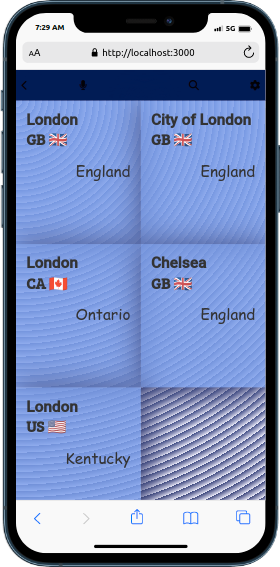 7:29 AM
5G
AA
http://localhost:3000
London
GB 🇬🇧
England
City of London
GB 🇬🇧
England
London
CA 🇨🇦
Ontario
Chelsea
GB 🇬🇧
England
London
US 🇺🇸
Kentucky